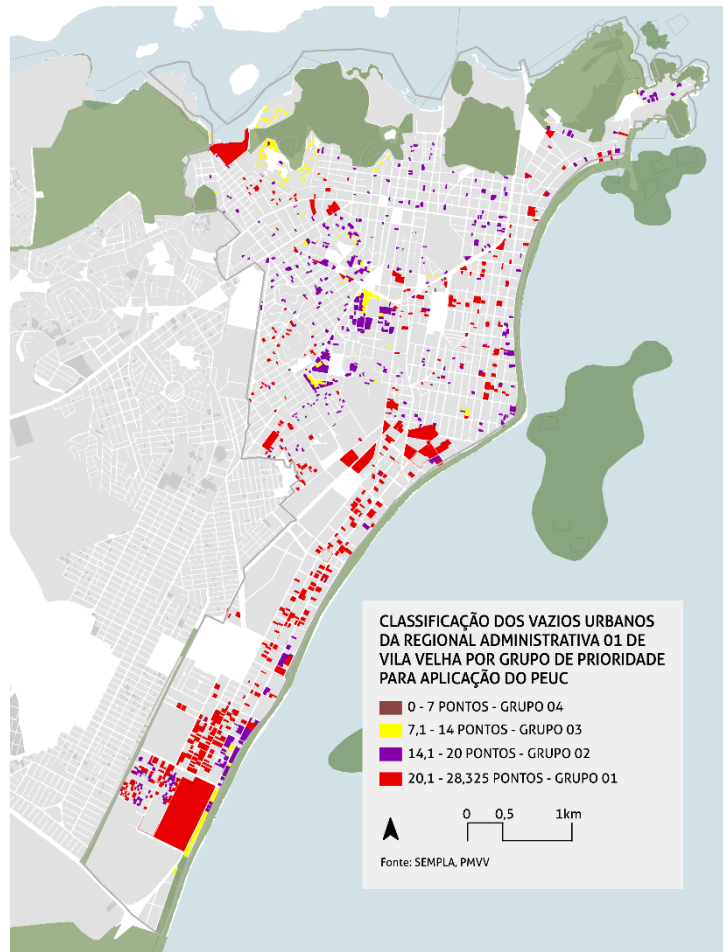 CLASSIFICAÇÃO DOS VAZIOS URBANOS
DA REGIONAL ADMINISTRATIVA 01 DE
VILA VELHA POR GRUPO DE PRIORIDADE
PARA APLICAÇÃO DO PEUC
0 - 7 PONTOS - GRUPO 04
7,1 - 14 PONTOS - GRUPO 03
14,1 - 20 PONTOS - GRUPO 02
20,1 - 28,325 PONTOS - GRUPO 01
0 0,5 1km
Fonte: SEMPLA, PMVV